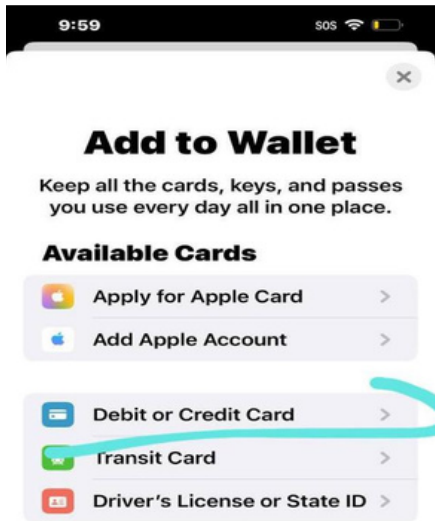 9:59
SOS
Add to Wallet
Keep all the cards, keys, and passes
you use every day all in one place.
Available Cards
Apply for Apple Card
Add Apple Account
Debit or Credit Card
Transit Card
Driver's License or State ID